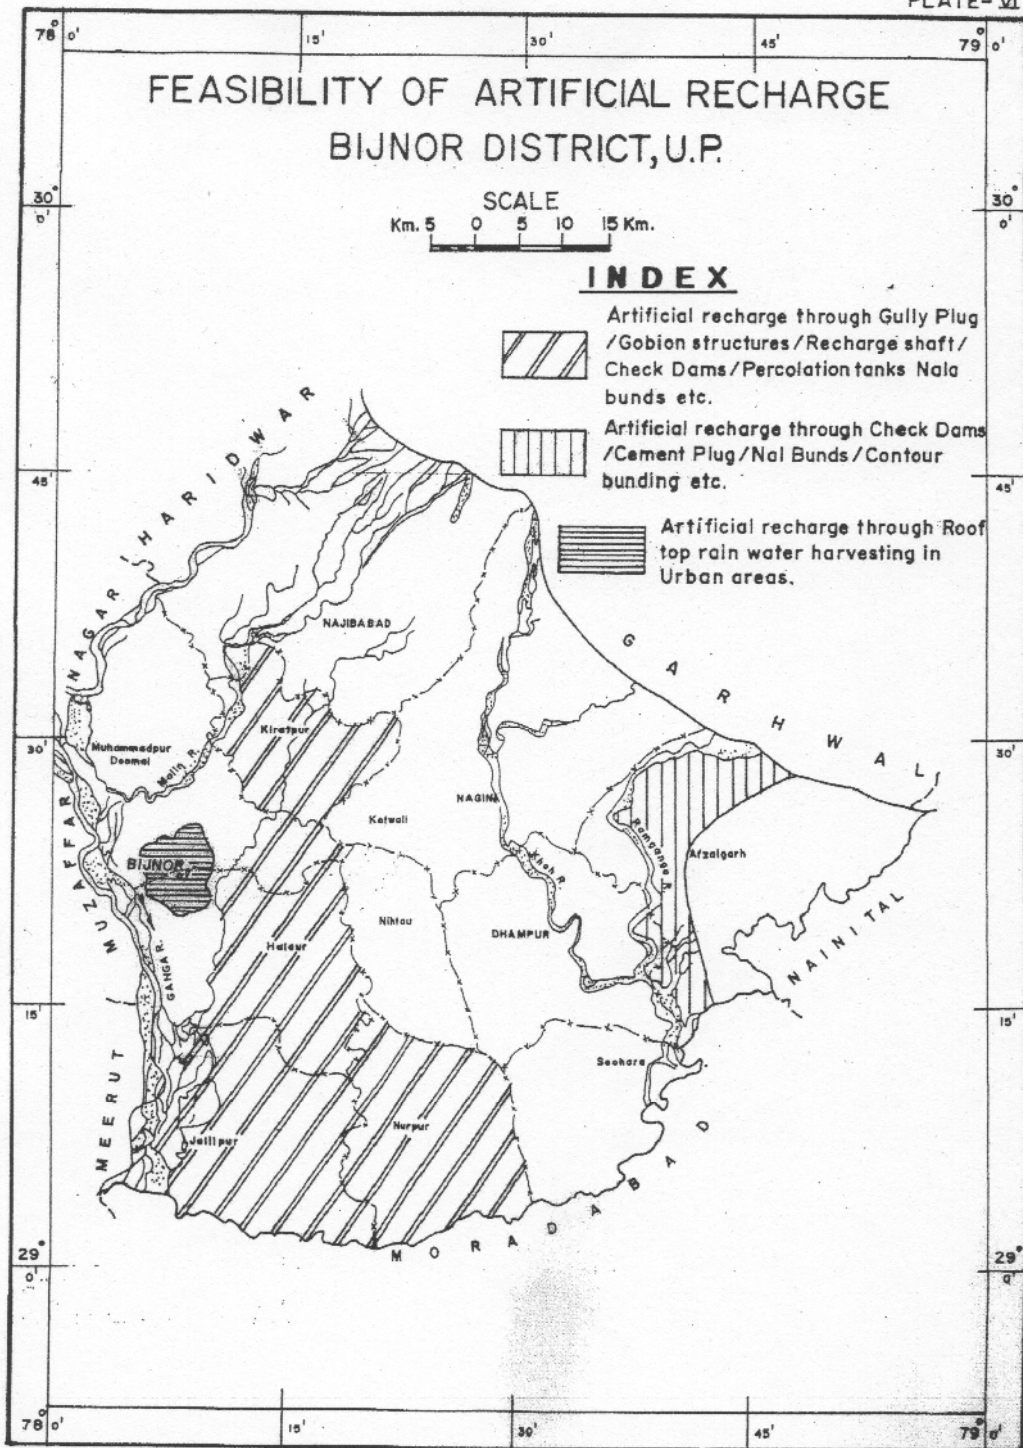 PLATE-VI
78° 0'
15'
30'
45'
79° 0'
FEASIBILITY OF ARTIFICIAL RECHARGE
BIJNOR DISTRICT, U.P.
30° 0'
30° 0'
SCALE
Km. 5 0 5 10 15 Km.
INDEX
Artificial recharge through Gully Plug
/Gobion structures/Recharge shaft/
Check Dams/Percolation tanks Nala
bunds etc.
Artificial recharge through Check Dams
/Cement Plug/Nal Bunds/Contour
bunding etc.
Artificial recharge through Roof
top rain water harvesting in
Urban areas.
45'
45'
HARIDWAR
NAGAR
NAJIBABAD
GARHWAL
30'
30'
Kiratpur
Muhammadpur
Deomal
Malin R.
MUZAFFAR
NAGINA
Kotwali
Ramganga R.
Afzalgarh
BIJNOR
Khoh R.
Nihtau
DHAMPUR
Haldur
NAINITAL
GANGA R.
15'
15'
MEERUT
Seohara
Jalilpur
Nurpur
MORADABAD
29° 0'
29° 0'
78° 0'
15'
30'
45'
79° 0'